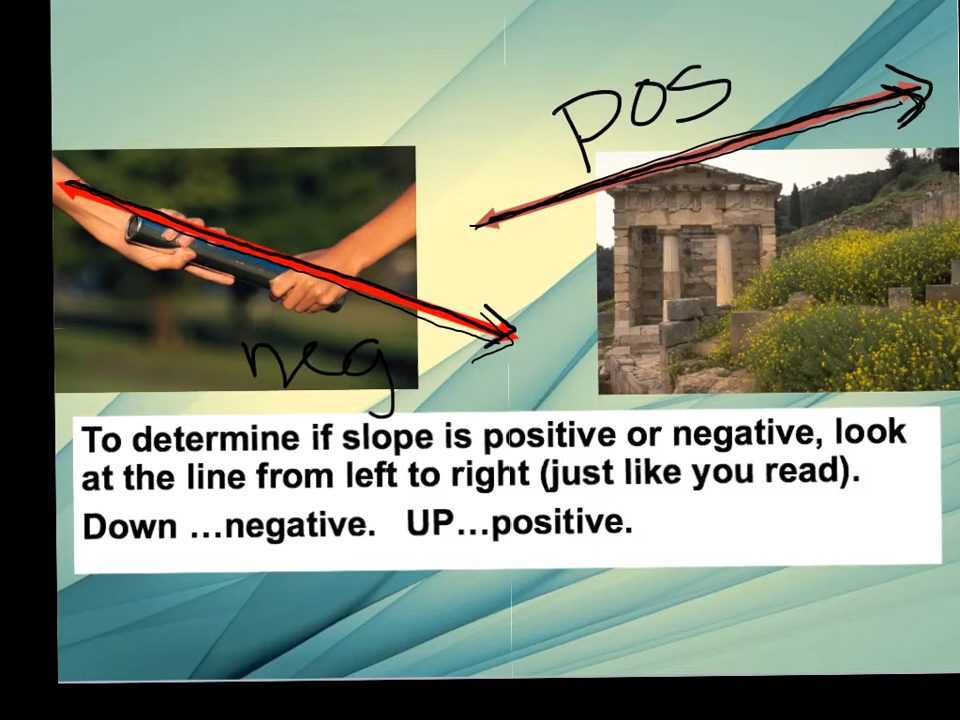 pos
neg
To determine if slope is positive or negative, look
at the line from left to right (just like you read).
Down ...negative. UP...positive.